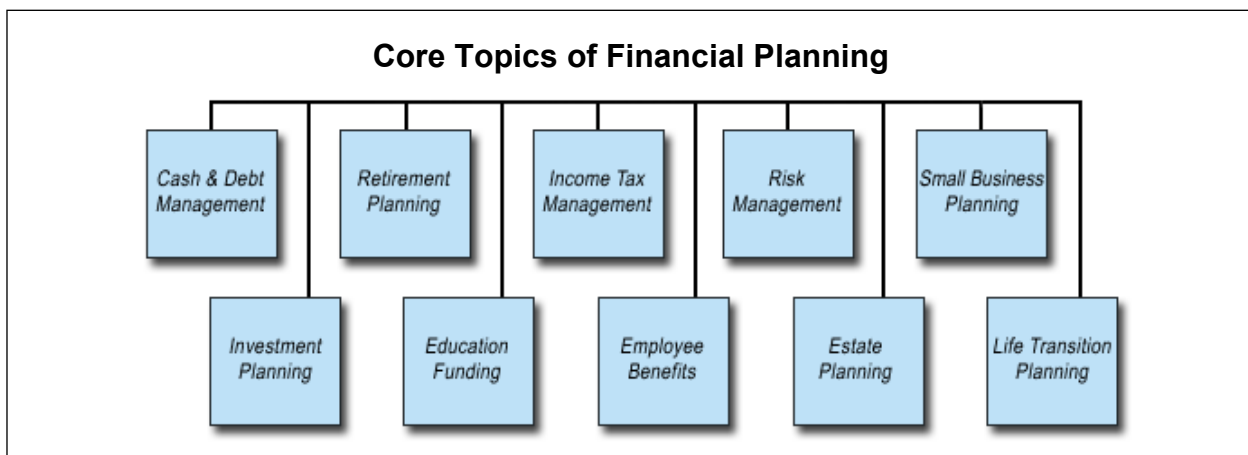 Core Topics of Financial Planning
Cash & Debt
Management
Retirement
Planning
Income Tax
Management
Risk
Management
Small Business
Planning
Investment
Planning
Education
Funding
Employee
Benefits
Estate
Planning
Life Transition
Planning